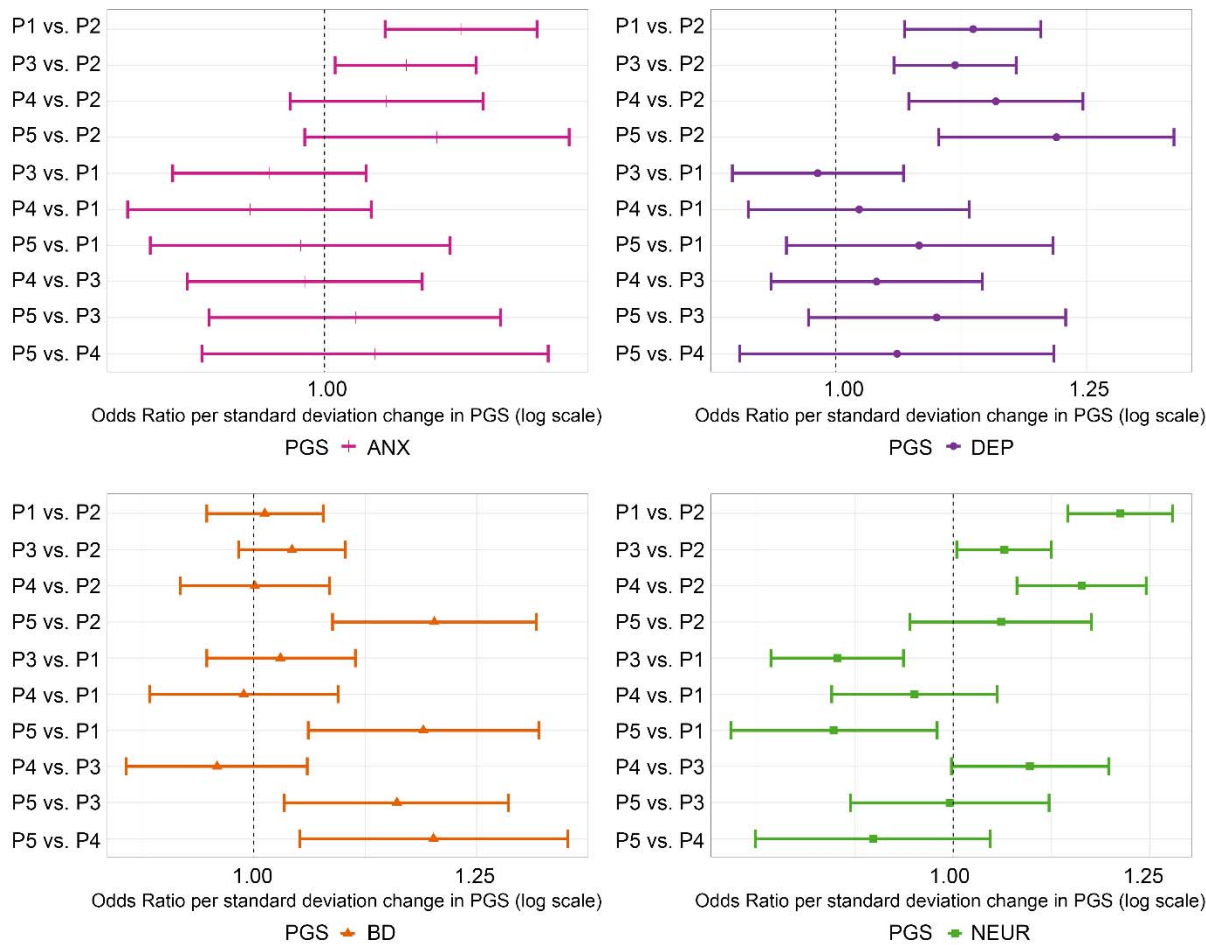 P1 vs. P2
P3 vs. P2
P4 vs. P2
P5 vs. P2
P3 vs. P1
P4 vs. P1
P5 vs. P1
P4 vs. P3
P5 vs. P3
P5 vs. P4
1.00
Odds Ratio per standard deviation change in PGS (log scale)
PGS ANX
P1 vs. P2
P3 vs. P2
P4 vs. P2
P5 vs. P2
P3 vs. P1
P4 vs. P1
P5 vs. P1
P4 vs. P3
P5 vs. P3
P5 vs. P4
1.00 1.25
Odds Ratio per standard deviation change in PGS (log scale)
PGS DEP
P1 vs. P2
P3 vs. P2
P4 vs. P2
P5 vs. P2
P3 vs. P1
P4 vs. P1
P5 vs. P1
P4 vs. P3
P5 vs. P3
P5 vs. P4
1.00 1.25
Odds Ratio per standard deviation change in PGS (log scale)
PGS BD
P1 vs. P2
P3 vs. P2
P4 vs. P2
P5 vs. P2
P3 vs. P1
P4 vs. P1
P5 vs. P1
P4 vs. P3
P5 vs. P3
P5 vs. P4
1.00 1.25
Odds Ratio per standard deviation change in PGS (log scale)
PGS NEUR